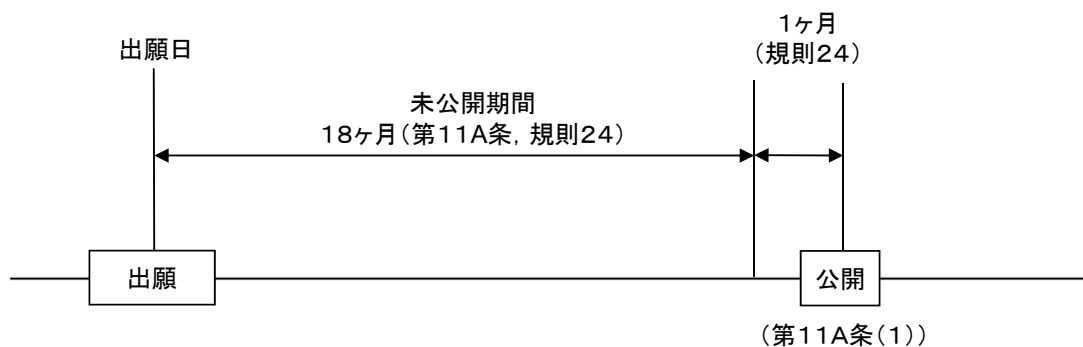 1ヶ月
(規則24)
出願日
未公開期間
18ヶ月(第11A条,規則24)
出願
公開
(第11A条(1))